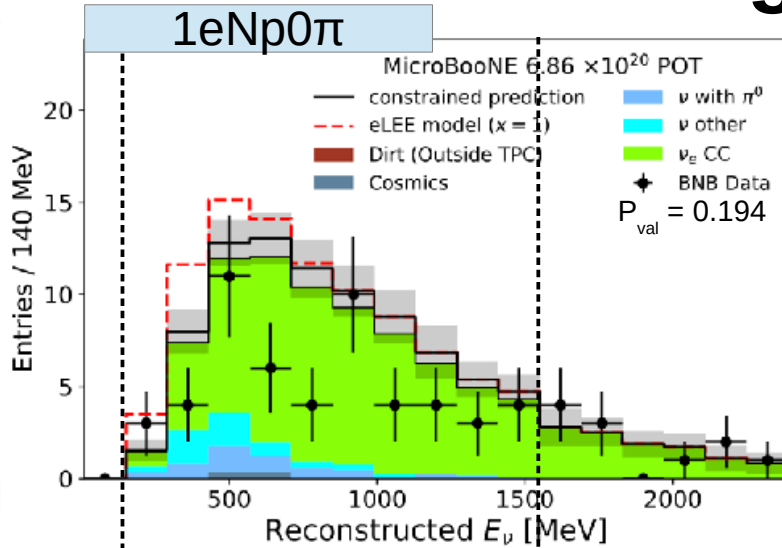 1eNp0π
MicroBooNE 6.86 ×10²⁰ POT
constrained prediction
eLEE model (x = 1)
Dirt (Outside TPC)
Cosmics
ν with π⁰
ν other
νₑ CC
BNB Data
Pval = 0.194
Entries / 140 MeV
20
15
10
5
0
500
1000
1500
2000
Reconstructed Eν [MeV]